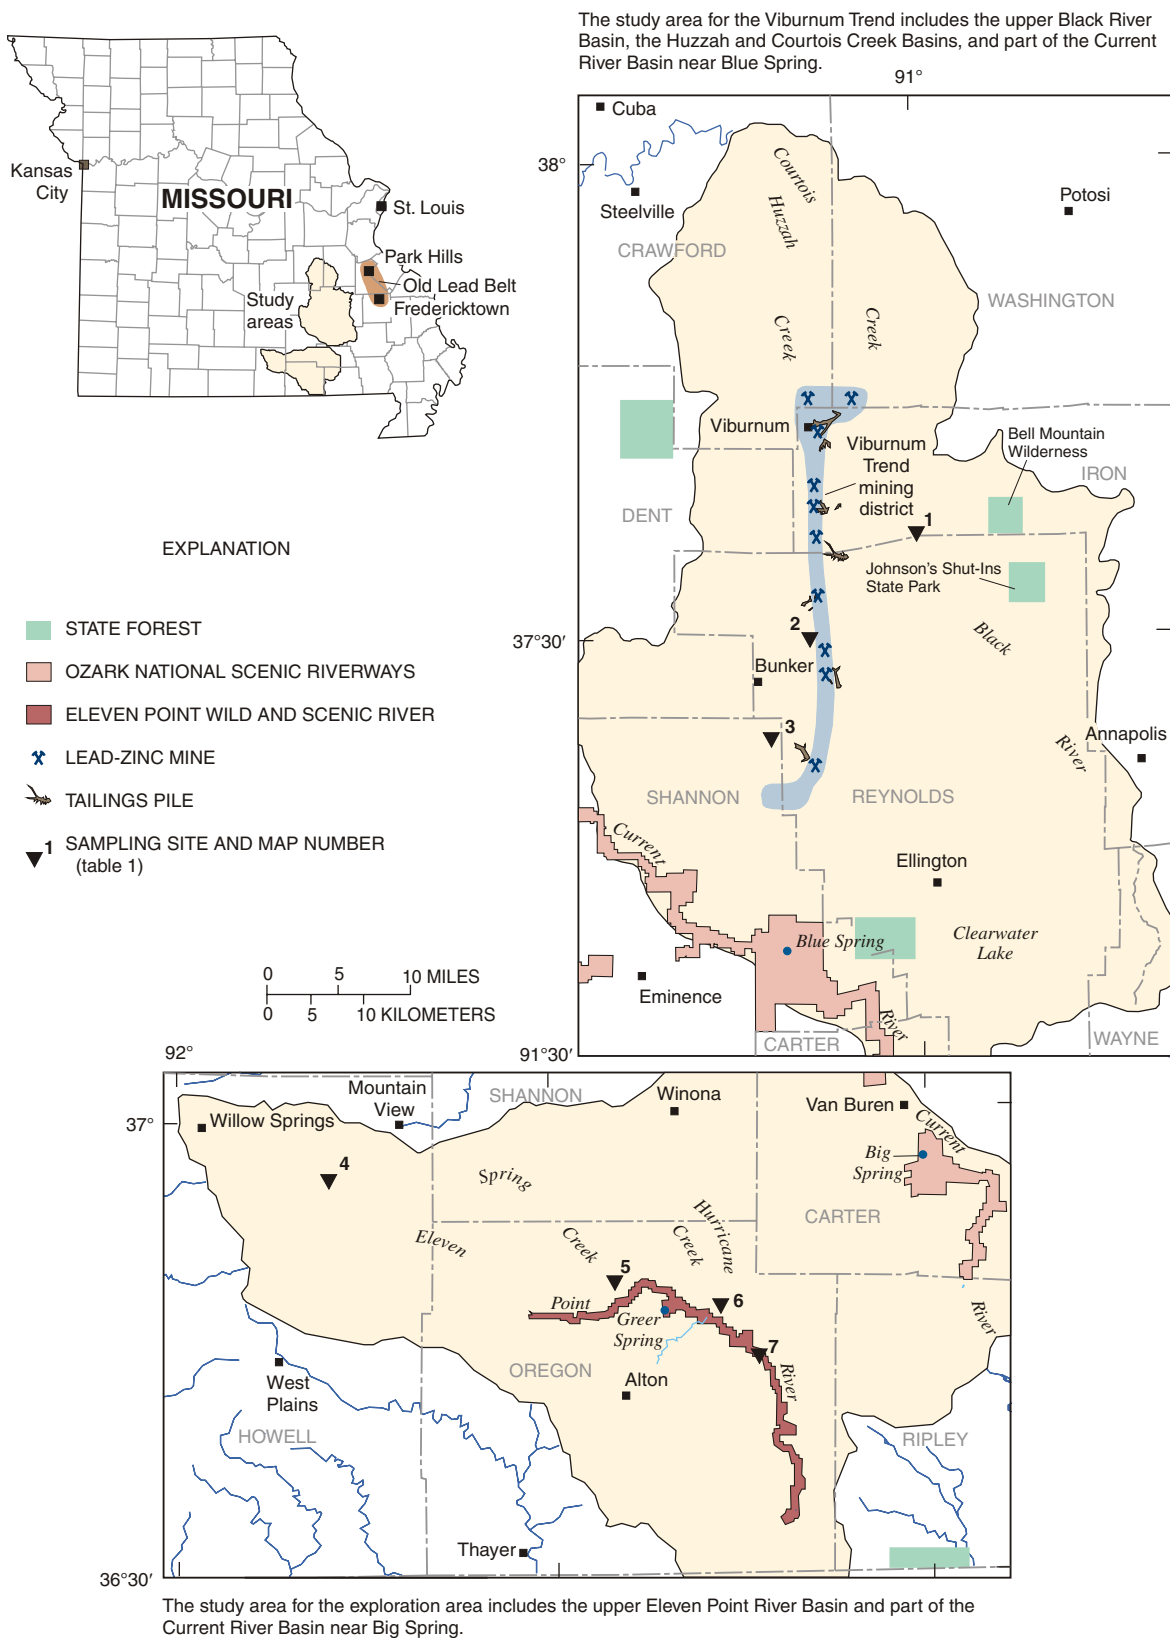 The study area for the Viburnum Trend includes the upper Black River
Basin, the Huzzah and Courtois Creek Basins, and part of the Current
River Basin near Blue Spring.
91°
Kansas
City
MISSOURI
St. Louis
Park Hills
Old Lead Belt
Fredericktown
Study
areas
Cuba
38°
Courtois
Huzzah
Steelville
Potosi
CRAWFORD
WASHINGTON
Creek
Creek
Viburnum
Viburnum
Trend
mining
district
Bell Mountain
Wilderness
IRON
DENT
1
Johnson's Shut-Ins
State Park
2
37°30′
Black
Bunker
3
River
Annapolis
SHANNON
REYNOLDS
Current
Ellington
Blue Spring
Clearwater
Lake
Eminence
River
CARTER
WAYNE
91°30′
EXPLANATION
STATE FOREST
OZARK NATIONAL SCENIC RIVERWAYS
ELEVEN POINT WILD AND SCENIC RIVER
LEAD-ZINC MINE
TAILINGS PILE
1 SAMPLING SITE AND MAP NUMBER
(table 1)
0 5 10 MILES
0 5 10 KILOMETERS
92°
37°
Mountain
View
SHANNON
Winona
Van Buren
Willow Springs
Current
4
Big
Spring
Spring
Hurricane
Creek
CARTER
Eleven
Creek
5
6
Point
Greer
Spring
River
7
River
OREGON
Alton
West
Plains
HOWELL
RIPLEY
Thayer
36°30′
The study area for the exploration area includes the upper Eleven Point River Basin and part of the
Current River Basin near Big Spring.